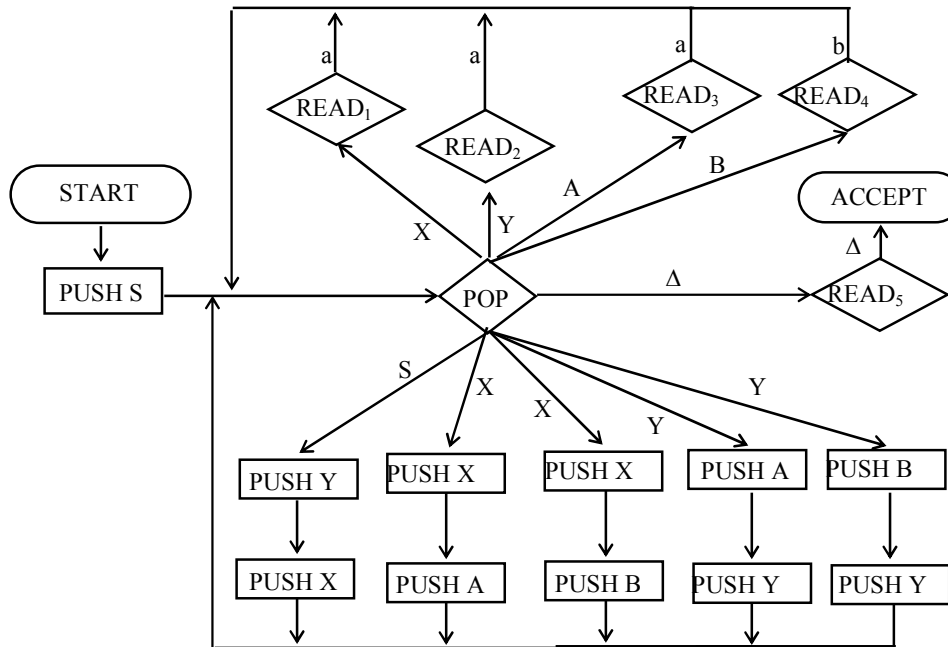 a
a
a
b
READ₁
READ₂
READ₃
READ₄
START
PUSH S
X
Y
A
B
ACCEPT
Δ
POP
Δ
READ₅
S
X
X
Y
Y
PUSH Y
PUSH X
PUSH X
PUSH A
PUSH B
PUSH X
PUSH A
PUSH B
PUSH Y
PUSH Y